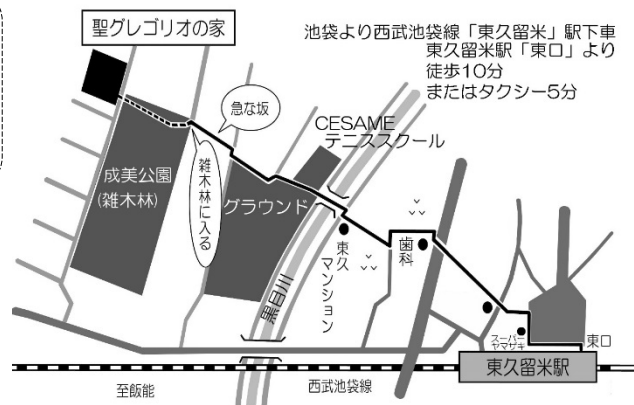 聖グレゴリオの家
池袋より西武池袋線「東久留米」駅下車
東久留米駅「東口」より
徒歩10分
またはタクシー5分
急な坂
CESAME
テニススクール
成美公園
(雑木林)
雑木林に入る
グラウンド
歯科
東久
マンション
黒目川
スーパー
ヤマザキ
東口
東久留米駅
至飯能
西武池袋線